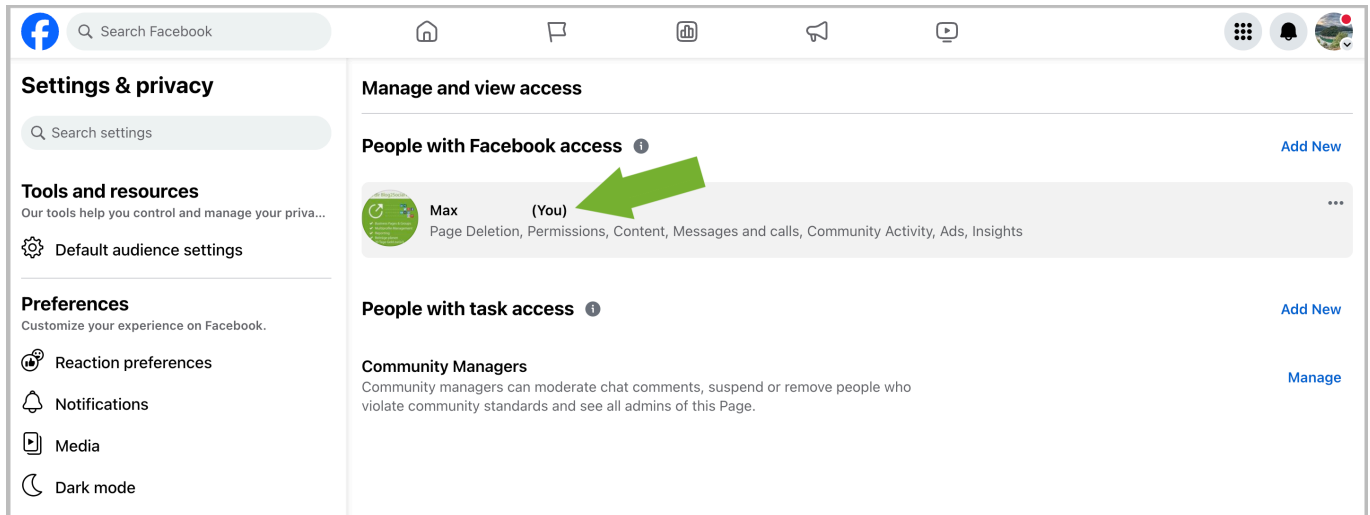 Search Facebook
Settings & privacy
Search settings
Tools and resources
Our tools help you control and manage your priva...
Default audience settings
Preferences
Customize your experience on Facebook.
Reaction preferences
Notifications
Media
Dark mode
Manage and view access
People with Facebook access
Add New
Max (You)
Page Deletion, Permissions, Content, Messages and calls, Community Activity, Ads, Insights
People with task access
Add New
Community Managers
Community managers can moderate chat comments, suspend or remove people who
violate community standards and see all admins of this Page.
Manage